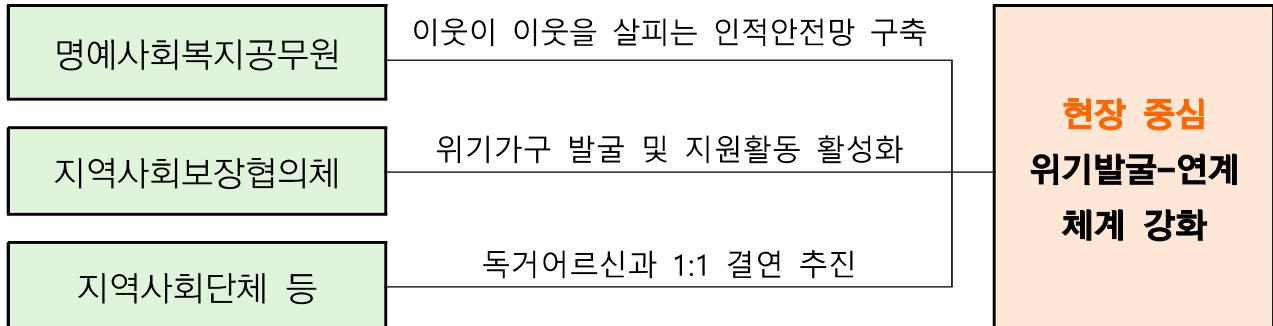 명예사회복지공무원
이웃이 이웃을 살피는 인적안전망 구축
지역사회보장협의체
위기가구 발굴 및 지원활동 활성화
지역사회단체 등
독거어르신과 1:1 결연 추진
현장 중심
위기발굴-연계
체계 강화